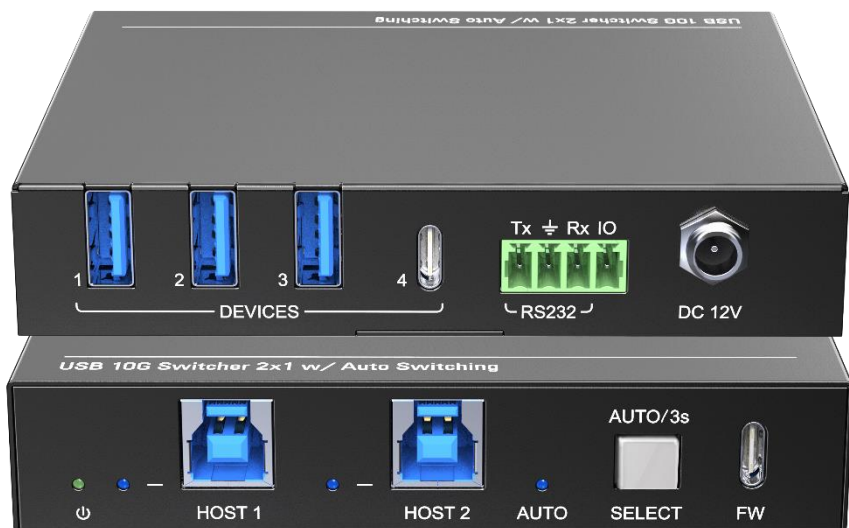 USB 10G Switcher 2x1 w/ Auto Switching
Tx Rx IO
1 2 3 4
DEVICES RS232 DC 12V
USB 10G Switcher 2x1 w/ Auto Switching
AUTO/3s
HOST 1 HOST 2 AUTO SELECT FW